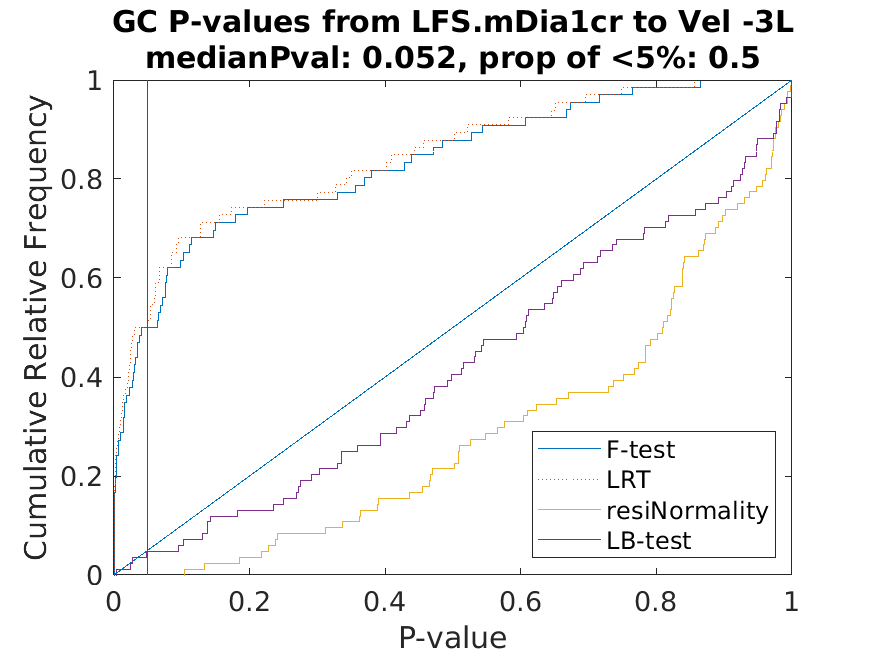 GC P-values from LFS.mDia1cr to Vel -3L
medianPval: 0.052, prop of <5%: 0.5
Cumulative Relative Frequency
1
0.8
0.6
0.4
0.2
0
0
0.2
0.4
0.6
0.8
1
P-value
F-test
LRT
resiNormality
LB-test